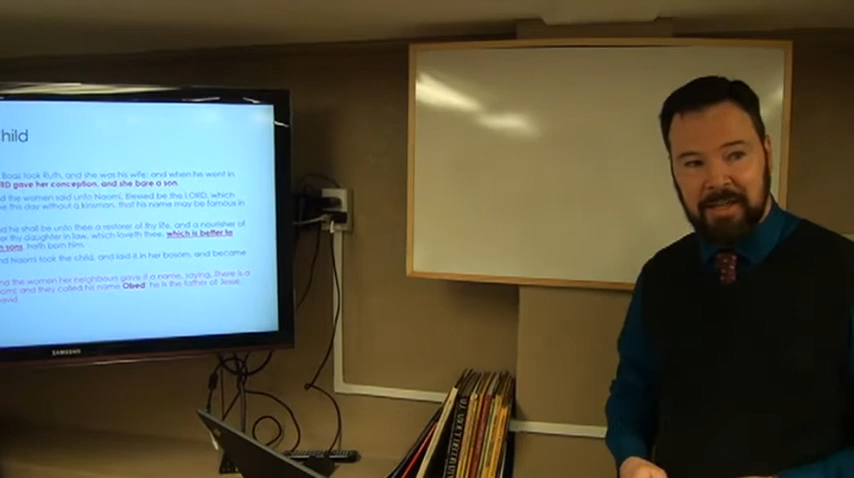 hild
Boaz took Ruth, and she was his wife: and when he went in
RD gave her conception, and she bare a son.
d the women said unto Naomi, Blessed be the LORD, which
e this day without a kinsman, that his name may be famous in
d he shall be unto thee a restorer of thy life, and a nourisher of
r thy daughter in law, which loveth thee, which is better to
n sons, hath born him.
nd Naomi took the child, and laid it in her bosom, and became
nd the women her neighbours gave it a name, saying, There is a
omi; and they called his name Obed: he is the father of Jesse,
avid.
SAMSUNG